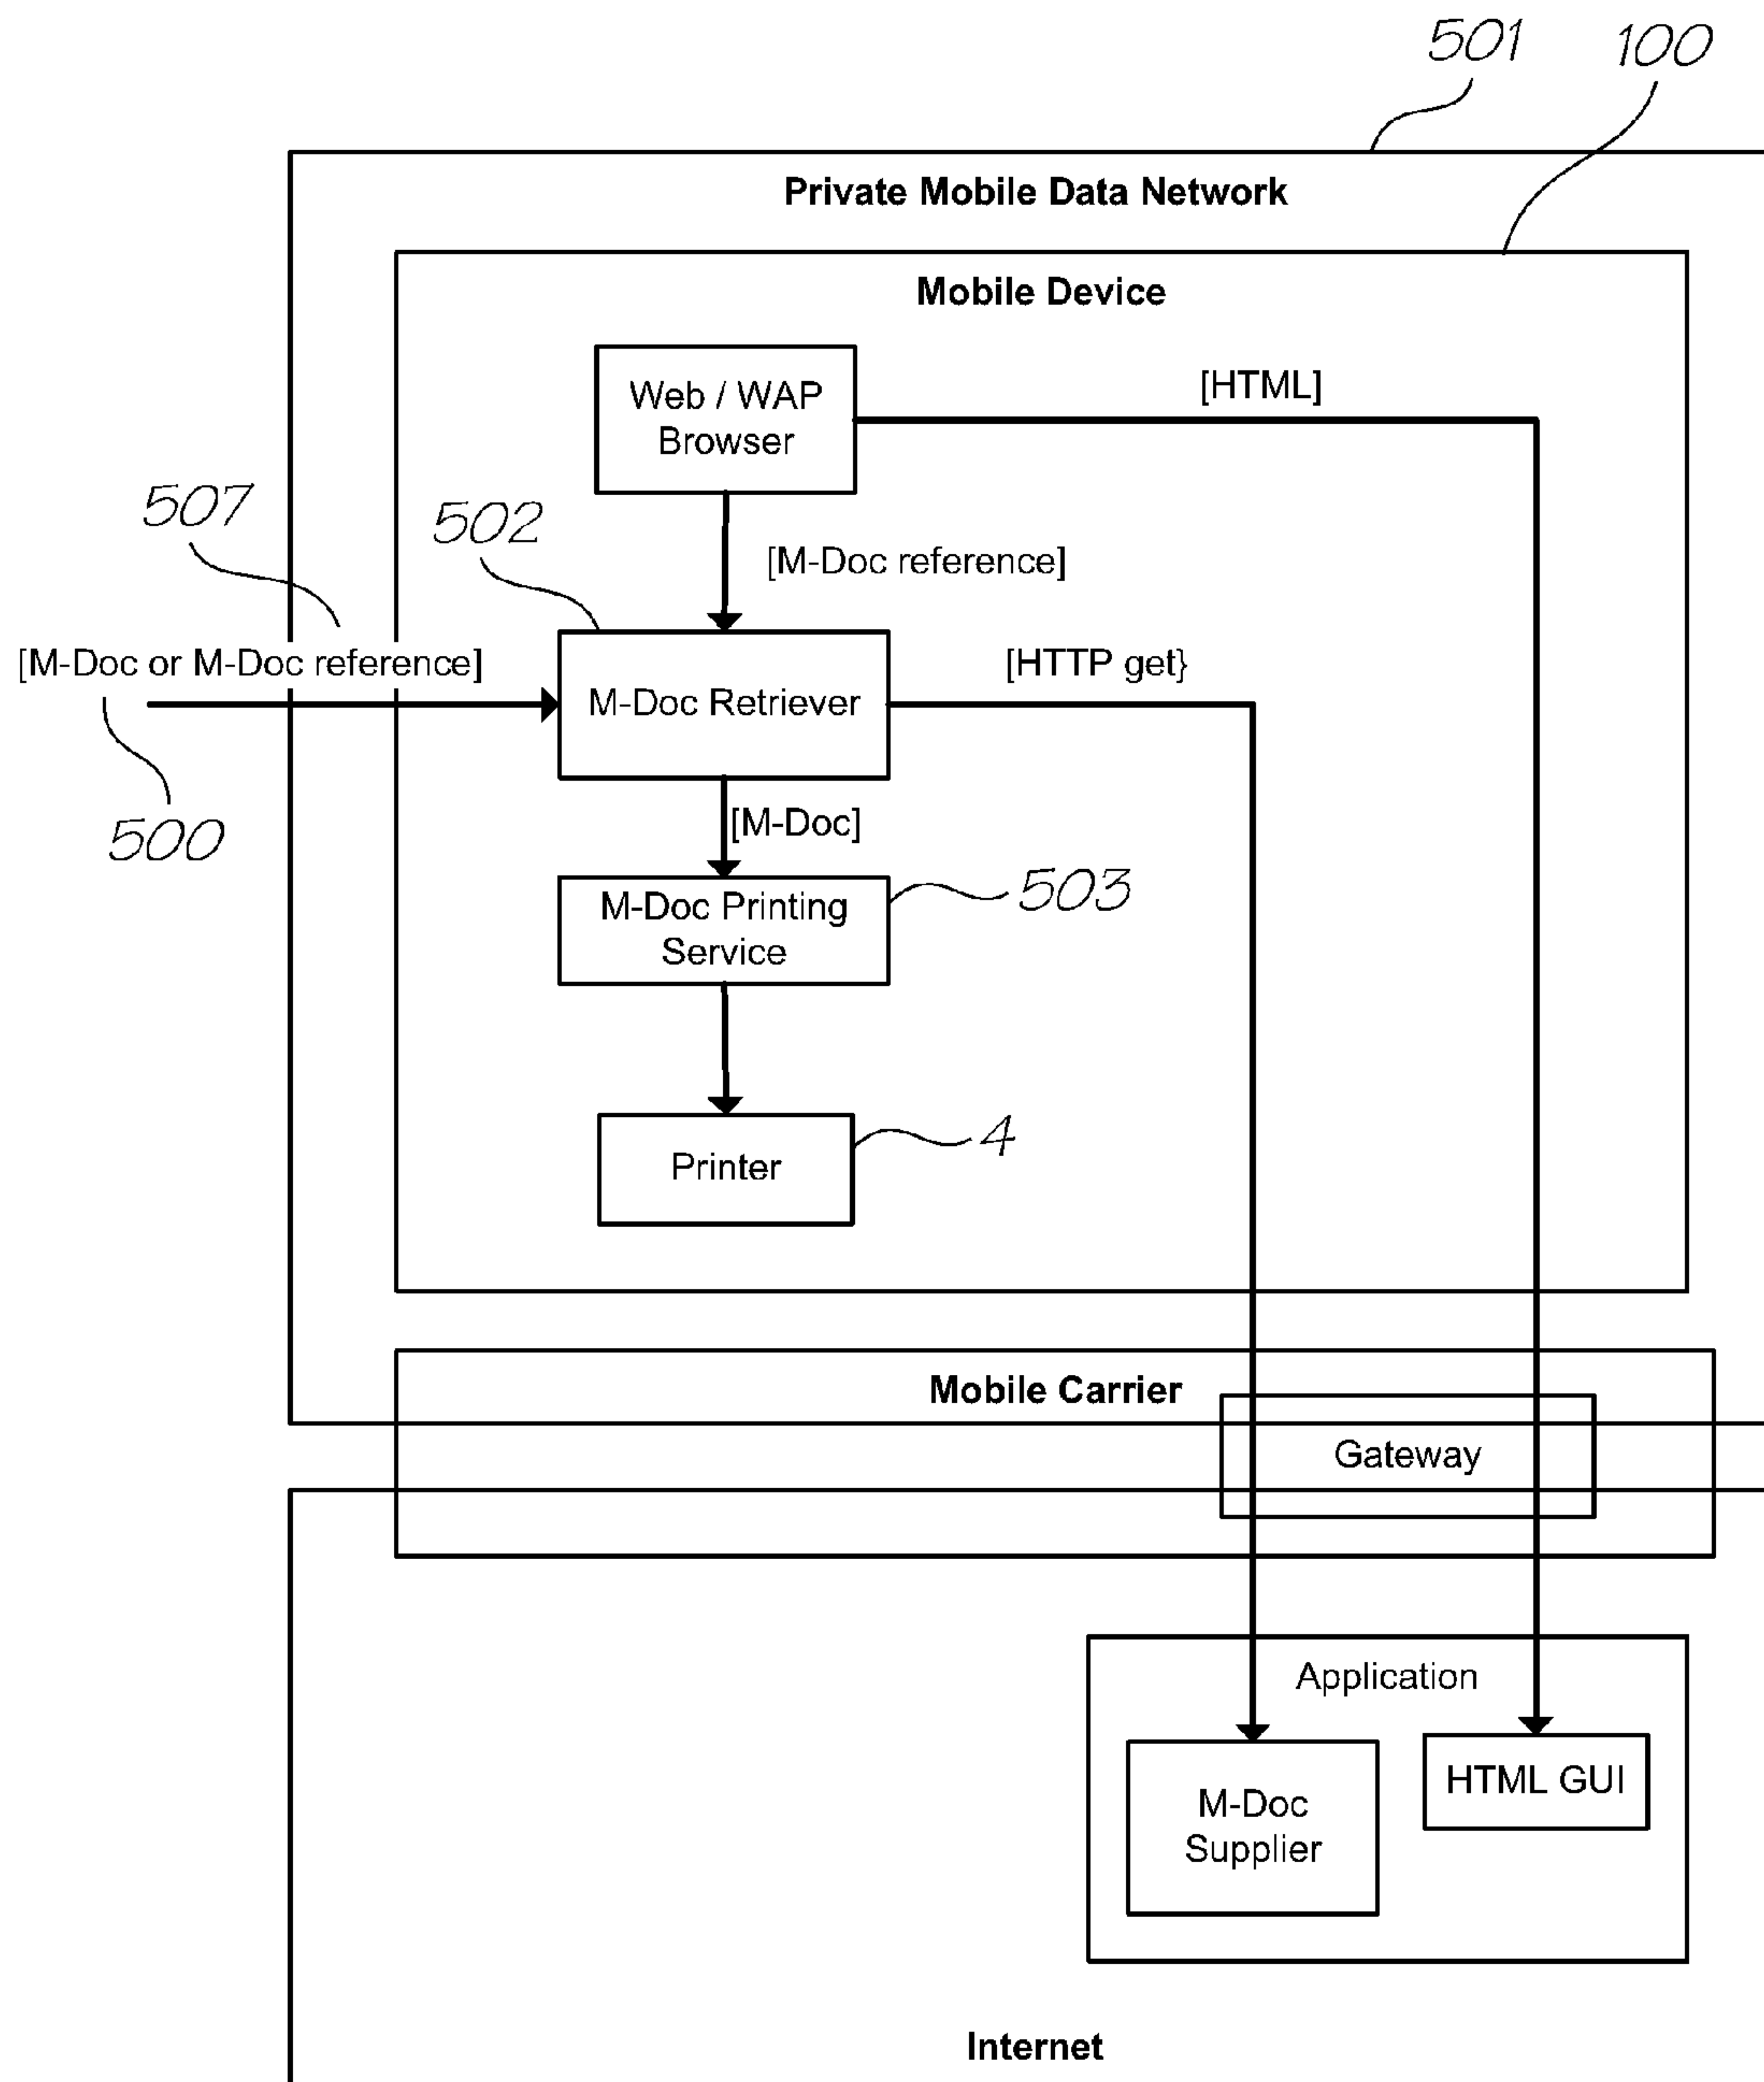 501
100
Private Mobile Data Network
Mobile Device
Web / WAP
Browser
[HTML]
507
502
[M-Doc reference]
[M-Doc or M-Doc reference]
M-Doc Retriever
[HTTP get}
500
[M-Doc]
M-Doc Printing
Service
503
Printer
4
Mobile Carrier
Gateway
Application
M-Doc
Supplier
HTML GUI
Internet